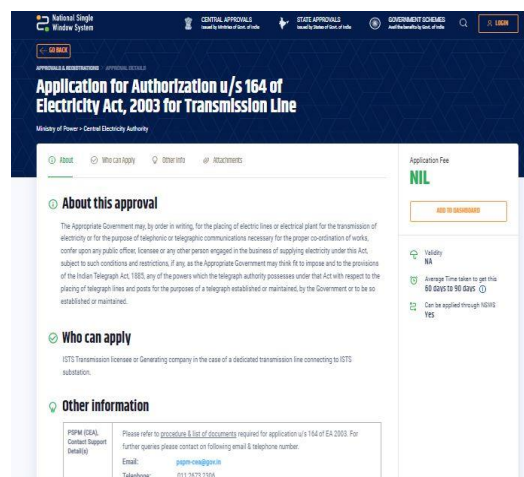 National Single
Window System
CENTRAL APPROVALS
Issued by Ministries of Govt. of India
STATE APPROVALS
Issued by States of Govt. of India
GOVERNMENT SCHEMES
Avail the benefits by Govt. of India
LOGIN
GO BACK
APPROVALS & REGISTRATIONS / APPROVAL DETAILS
Application for Authorization u/s 164 of
Electricity Act, 2003 for Transmission Line
Ministry of Power > Central Electricity Authority
About
Who can Apply
Other Info
Attachments
Application Fee
NIL
ADD TO DASHBOARD
About this approval
The Appropriate Government may, by order in writing, for the placing of electric lines or electrical plant for the transmission of
electricity or for the purpose of telephonic or telegraphic communications necessary for the proper co-ordination of works,
confer upon any public officer, licensee or any other person engaged in the business of supplying electricity under this Act,
subject to such conditions and restrictions, if any, as the Appropriate Government may think fit to impose and to the provisions
of the Indian Telegraph Act, 1885, any of the powers which the telegraph authority possesses under that Act with respect to the
placing of telegraph lines and posts for the purposes of a telegraph established or maintained, by the Government or to be so
established or maintained.
Validity
NA
Average Time taken to get this
60 days to 90 days
Can be applied through NSWS
Yes
Who can apply
ISTS Transmission licensee or Generating company in the case of a dedicated transmission line connecting to ISTS
substation.
Other information
PSPM (CEA),
Contact Support
Detail(s)
Please refer to procedure & list of documents required for application u/s 164 of EA 2003. For
further queries please contact on following email & telephone number.
Email: pspm-cea@gov.in
Telephone: 011 2673 2306